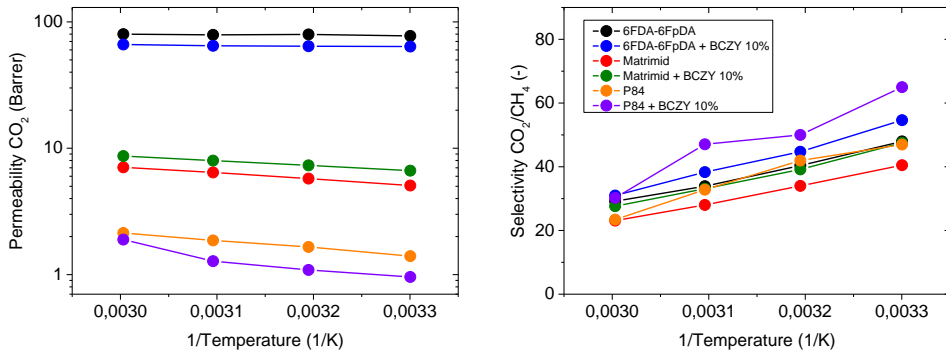 Permeability CO₂ (Barrer)
100
10
1
0,0030 0,0031 0,0032 0,0033
1/Temperature (1/K)
Selectivity CO₂/CH₄ (-)
80
60
40
20
0
6FDA-6FpDA
6FDA-6FpDA + BCZY 10%
Matrimid
Matrimid + BCZY 10%
P84
P84 + BCZY 10%
0,0030 0,0031 0,0032 0,0033
1/Temperature (1/K)